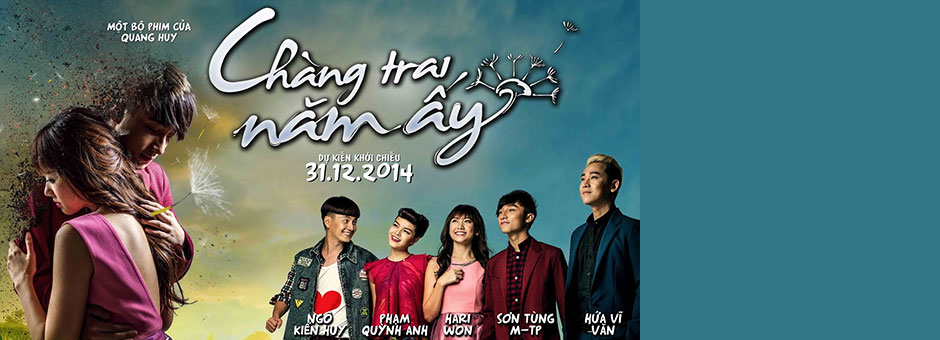 MỘT BỘ PHIM CỦA
QUANG HUY
Chàng trai
năm ấy
DỰ KIẾN KHỞI CHIẾU
31.12.2014
NGÔ
KIẾN HUY
PHẠM
QUỲNH ANH
HARI
WON
SƠN TÙNG
M-TP
HỨA VĨ
VĂN